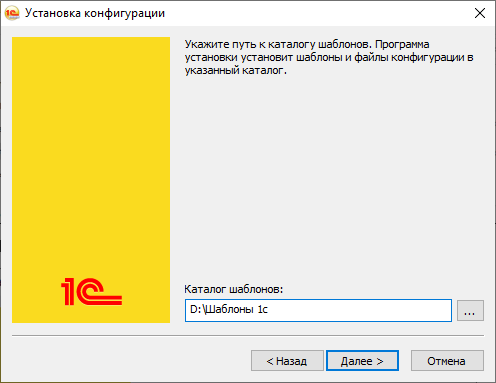 Установка конфигурации
Укажите путь к каталогу шаблонов. Программа
установки установит шаблоны и файлы конфигурации в
указанный каталог.
1С
Каталог шаблонов:
D:\Шаблоны 1с
...
< Назад
Далее >
Отмена